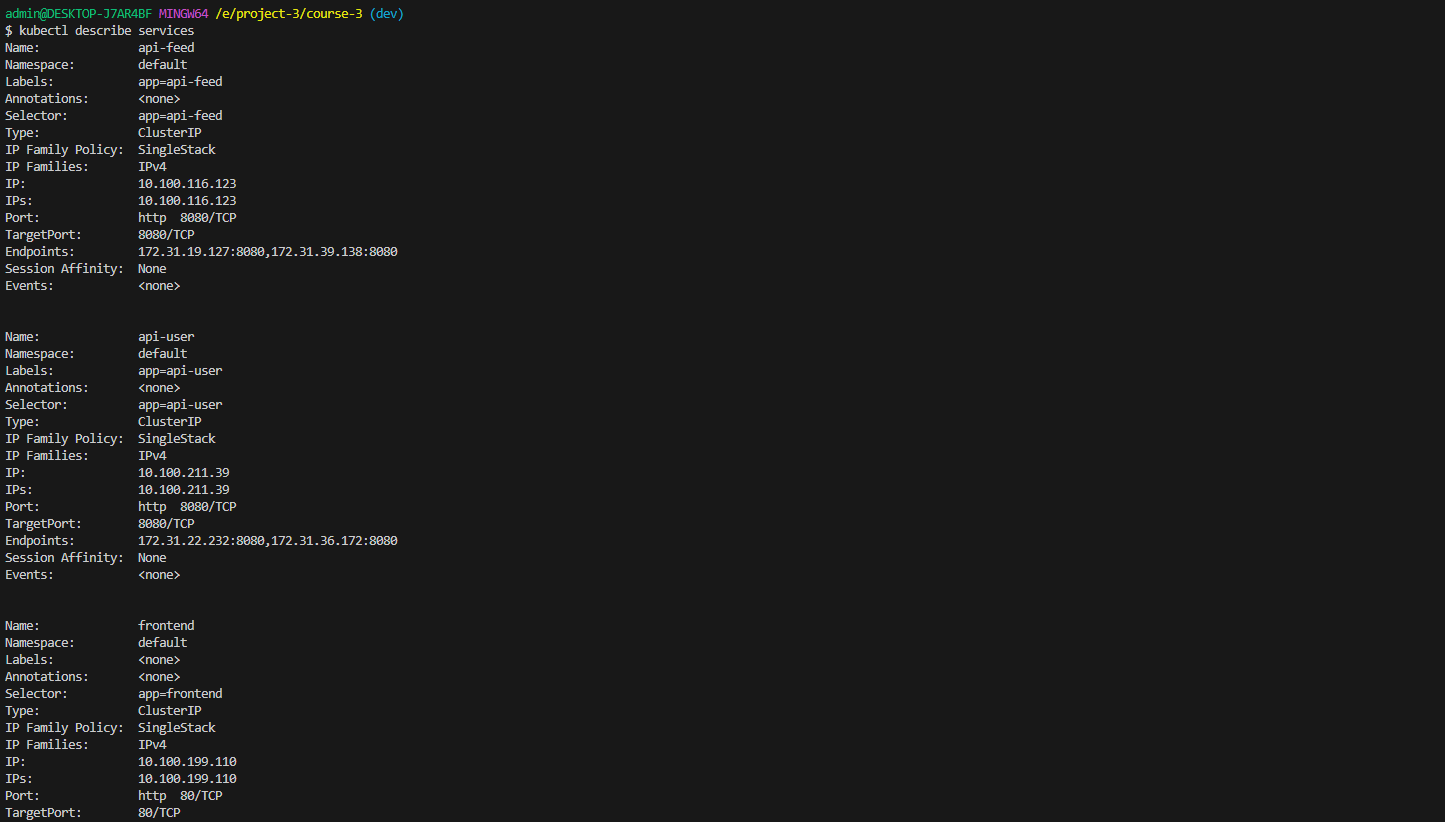 admin@DESKTOP-J7AR4BF MINGW64 /e/project-3/course-3 (dev)
$ kubectl describe services
Name:              api-feed
Namespace:         default
Labels:            app=api-feed
Annotations:       <none>
Selector:          app=api-feed
Type:              ClusterIP
IP Family Policy:  SingleStack
IP Families:       IPv4
IP:                10.100.116.123
IPs:               10.100.116.123
Port:              http  8080/TCP
TargetPort:        8080/TCP
Endpoints:         172.31.19.127:8080,172.31.39.138:8080
Session Affinity:  None
Events:            <none>

Name:              api-user
Namespace:         default
Labels:            app=api-user
Annotations:       <none>
Selector:          app=api-user
Type:              ClusterIP
IP Family Policy:  SingleStack
IP Families:       IPv4
IP:                10.100.211.39
IPs:               10.100.211.39
Port:              http  8080/TCP
TargetPort:        8080/TCP
Endpoints:         172.31.22.232:8080,172.31.36.172:8080
Session Affinity:  None
Events:            <none>

Name:              frontend
Namespace:         default
Labels:            <none>
Annotations:       <none>
Selector:          app=frontend
Type:              ClusterIP
IP Family Policy:  SingleStack
IP Families:       IPv4
IP:                10.100.199.110
IPs:               10.100.199.110
Port:              http  80/TCP
TargetPort:        80/TCP